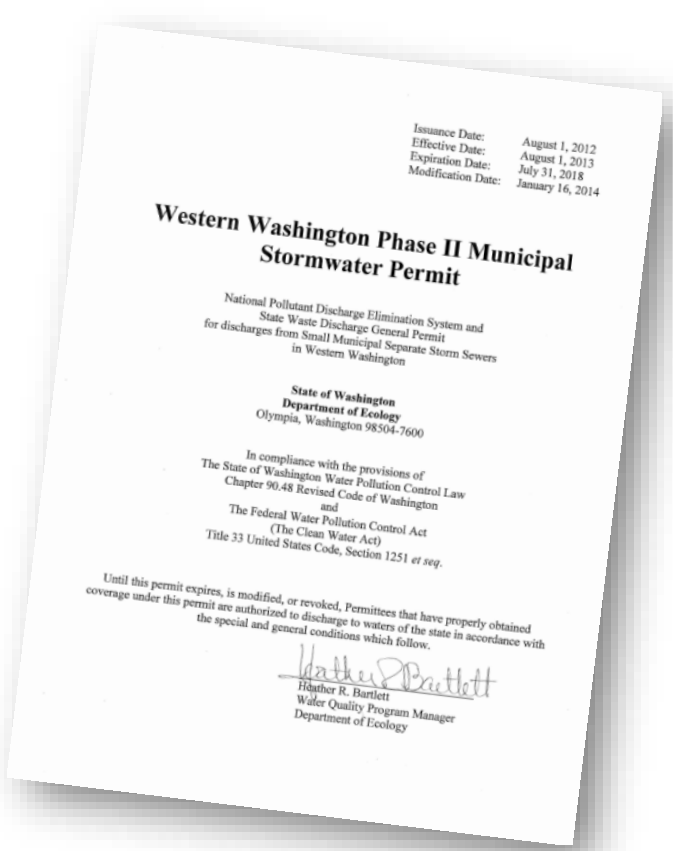 Issuance Date: August 1, 2012
Effective Date: August 1, 2013
Expiration Date: July 31, 2018
Modification Date: January 16, 2014
Western Washington Phase II Municipal
Stormwater Permit
National Pollutant Discharge Elimination System and
State Waste Discharge General Permit
for discharges from Small Municipal Separate Storm Sewers
in Western Washington
State of Washington
Department of Ecology
Olympia, Washington 98504-7600
In compliance with the provisions of
The State of Washington Water Pollution Control Law
Chapter 90.48 Revised Code of Washington
and
The Federal Water Pollution Control Act
(The Clean Water Act)
Title 33 United States Code, Section 1251 et seq.
Until this permit expires, is modified, or revoked, Permittees that have properly obtained
coverage under this permit are authorized to discharge to waters of the state in accordance with
the special and general conditions which follow.
Heather R Bartlett
Heather R. Bartlett
Water Quality Program Manager
Department of Ecology